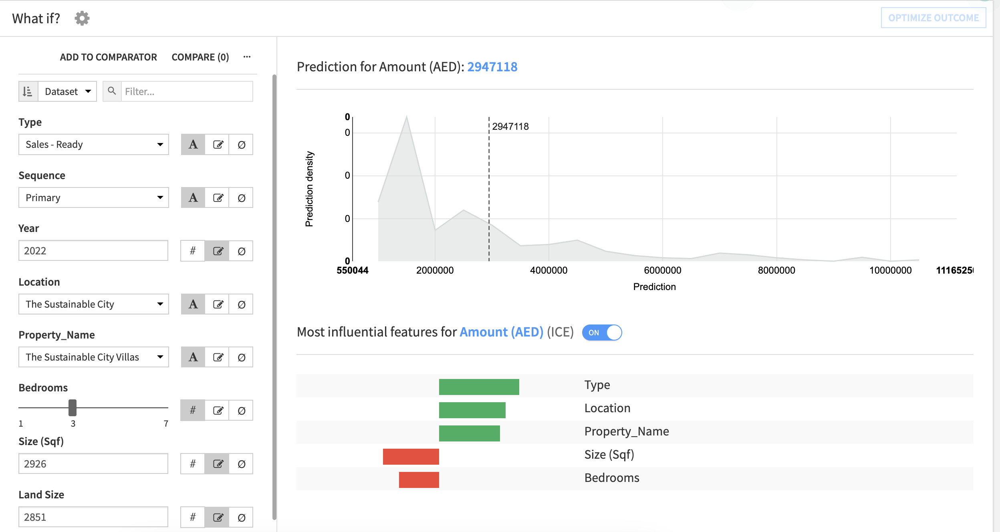 What if?
OPTIMIZE OUTCOME
ADD TO COMPARATOR COMPARE (0) ...
Dataset Filter...
Type
Sales - Ready A Ø
Sequence
Primary A Ø
Year
2022 # Ø
Location
The Sustainable City A Ø
Property_Name
The Sustainable City Villas A Ø
Bedrooms
# Ø
1 3 7
Size (Sqf)
2926 # Ø
Land Size
2851 # Ø
Prediction for Amount (AED): 2947118
0
2947118
0
0
0
0
Prediction density
550044 2000000 4000000 6000000 8000000 10000000
Prediction
Most influential features for Amount (AED) (ICE) ON
Type
Location
Property_Name
Size (Sqf)
Bedrooms